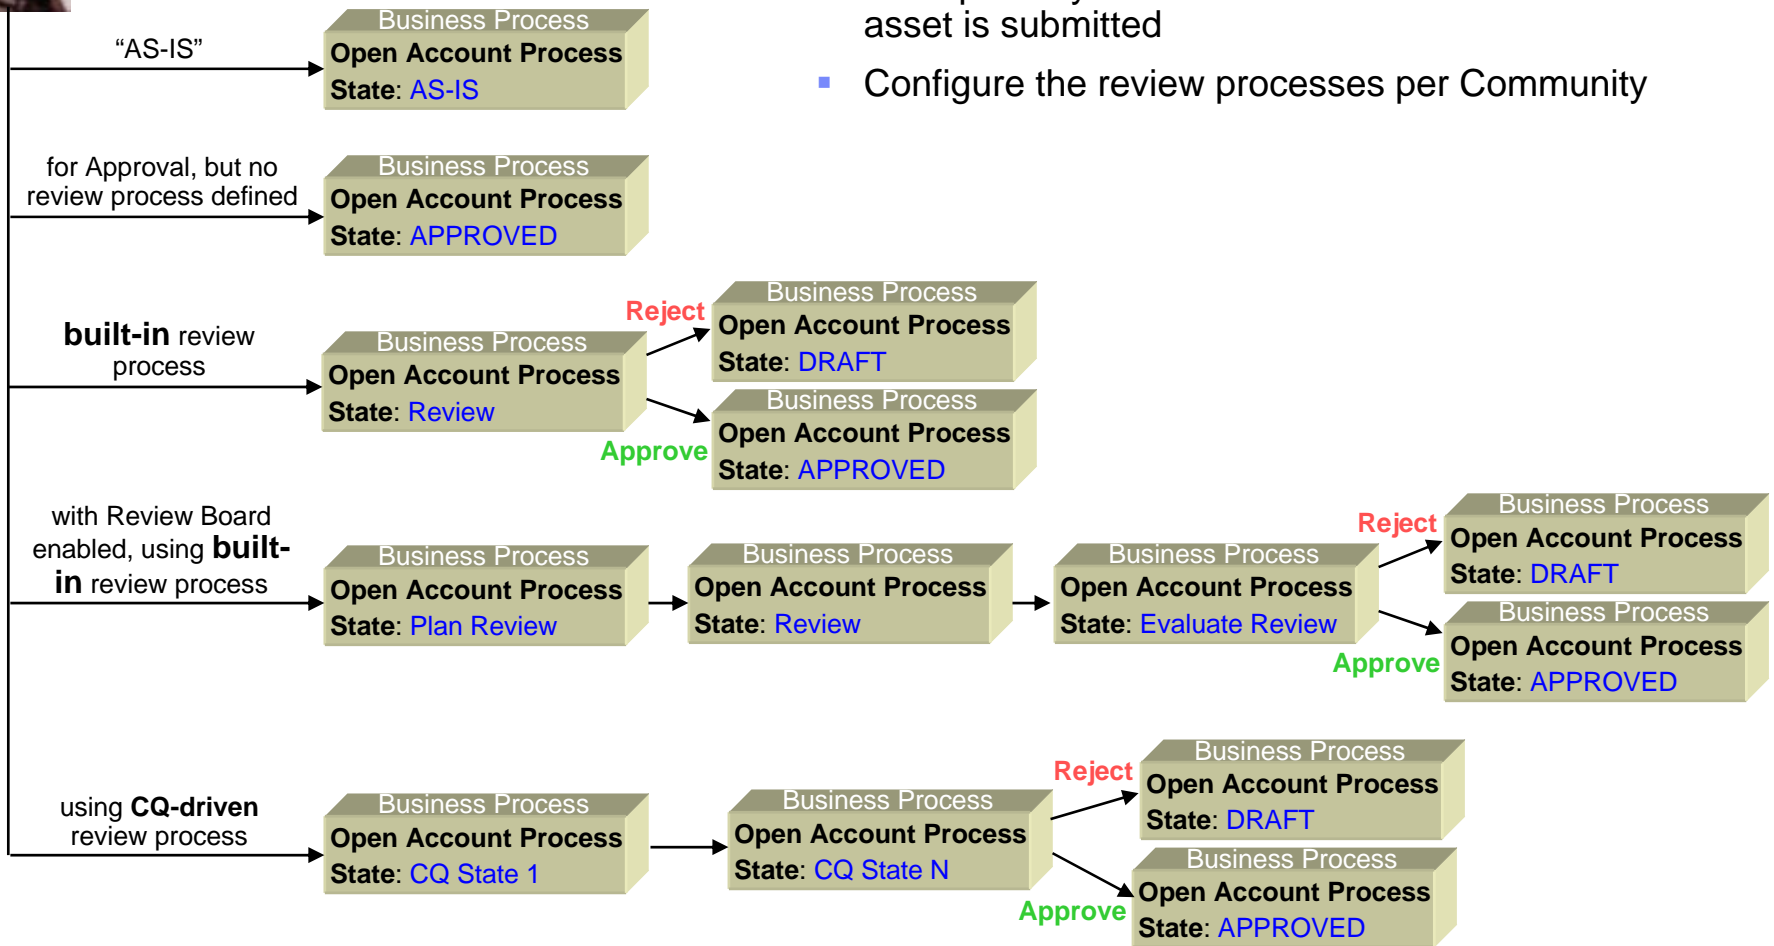 asset is submitted
Configure the review processes per Community
“AS-IS”
Business Process
Open Account Process
State: AS-IS
for Approval, but no
review process defined
Business Process
Open Account Process
State: APPROVED
built-in review
process
Business Process
Open Account Process
State: Review
Reject
Business Process
Open Account Process
State: DRAFT
Approve
Business Process
Open Account Process
State: APPROVED
with Review Board
enabled, using built-
in review process
Business Process
Open Account Process
State: Plan Review
Business Process
Open Account Process
State: Review
Business Process
Open Account Process
State: Evaluate Review
Reject
Business Process
Open Account Process
State: DRAFT
Approve
Business Process
Open Account Process
State: APPROVED
using CQ-driven
review process
Business Process
Open Account Process
State: CQ State 1
Business Process
Open Account Process
State: CQ State N
Reject
Business Process
Open Account Process
State: DRAFT
Approve
Business Process
Open Account Process
State: APPROVED